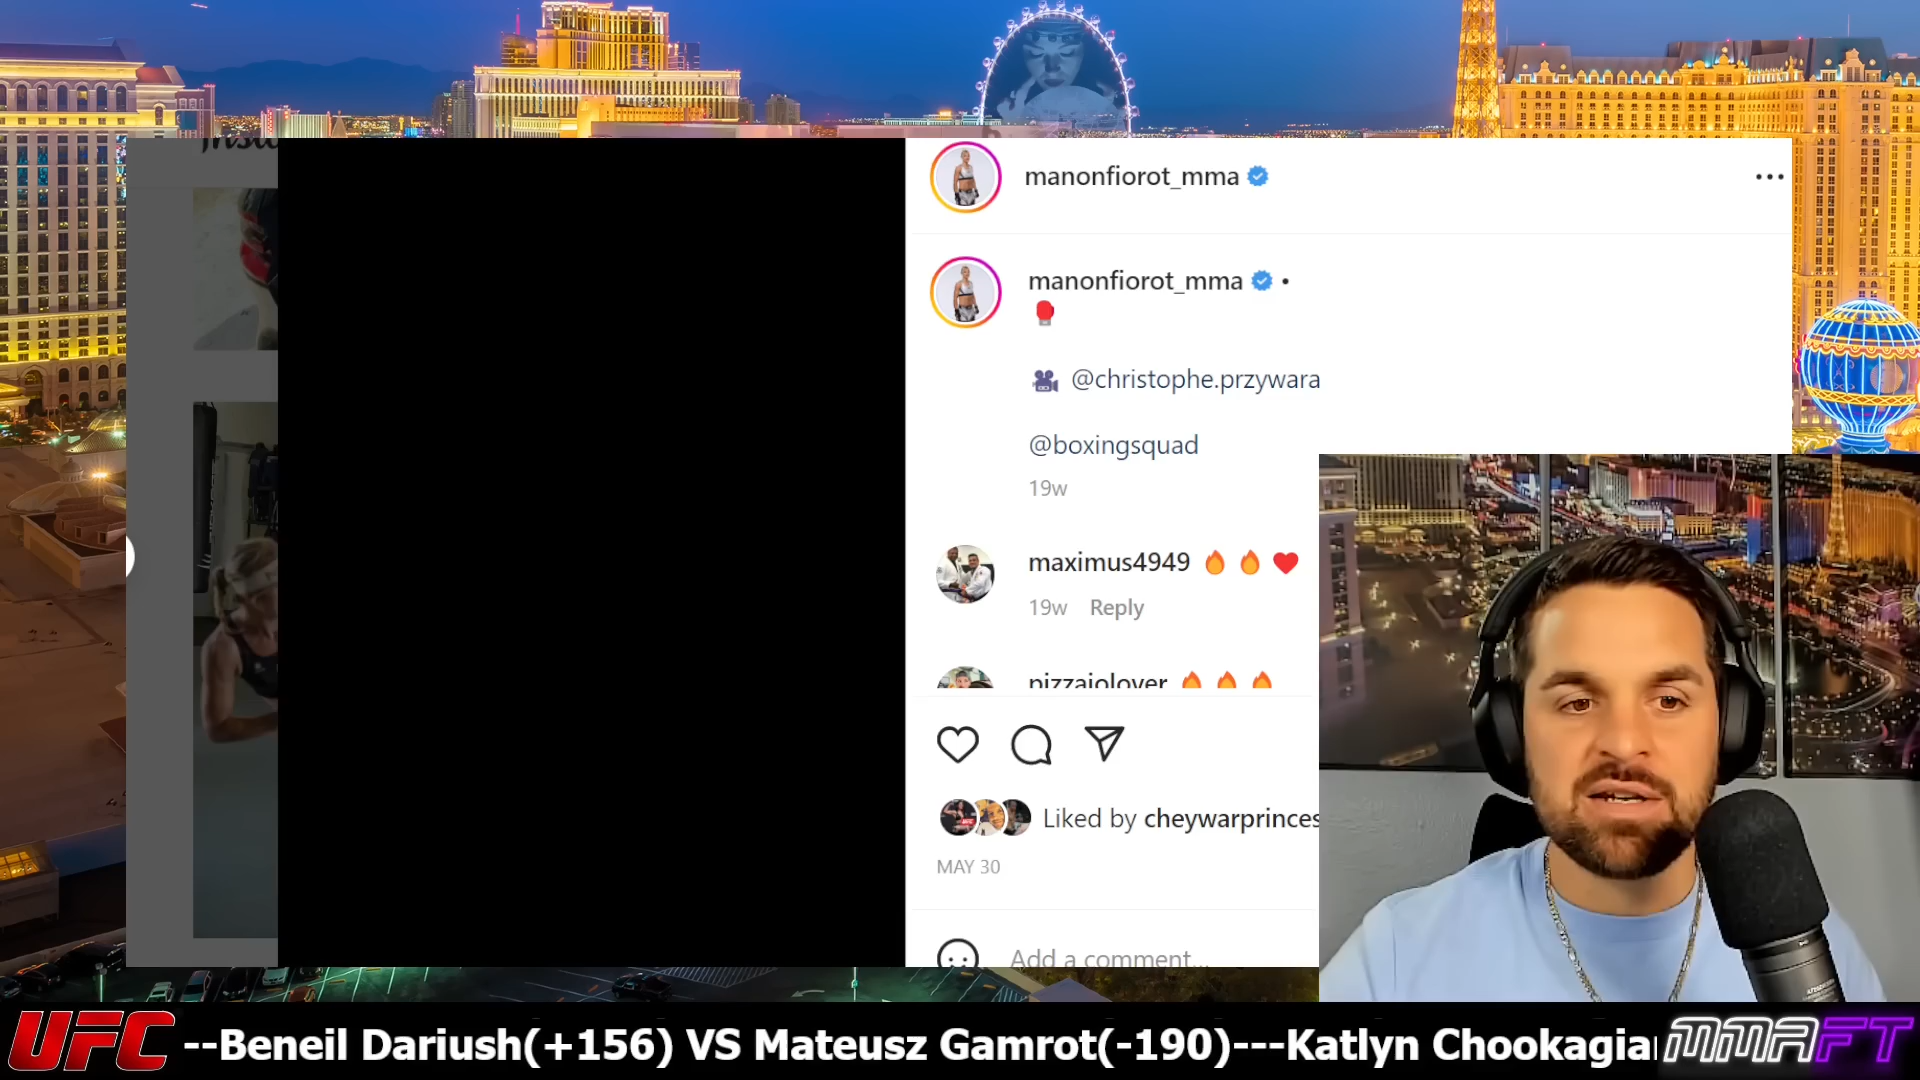 manonfiorot_mma
manonfiorot_mma •
@christophe.przywara
@boxingsquad
19w
maximus4949
19w Reply
pizzaiolover
Liked by cheywarprinces
MAY 30
Add a comment...
UFC --Beneil Dariush(+156) VS Mateusz Gamrot(-190)---Katlyn Chookagia MMAFT